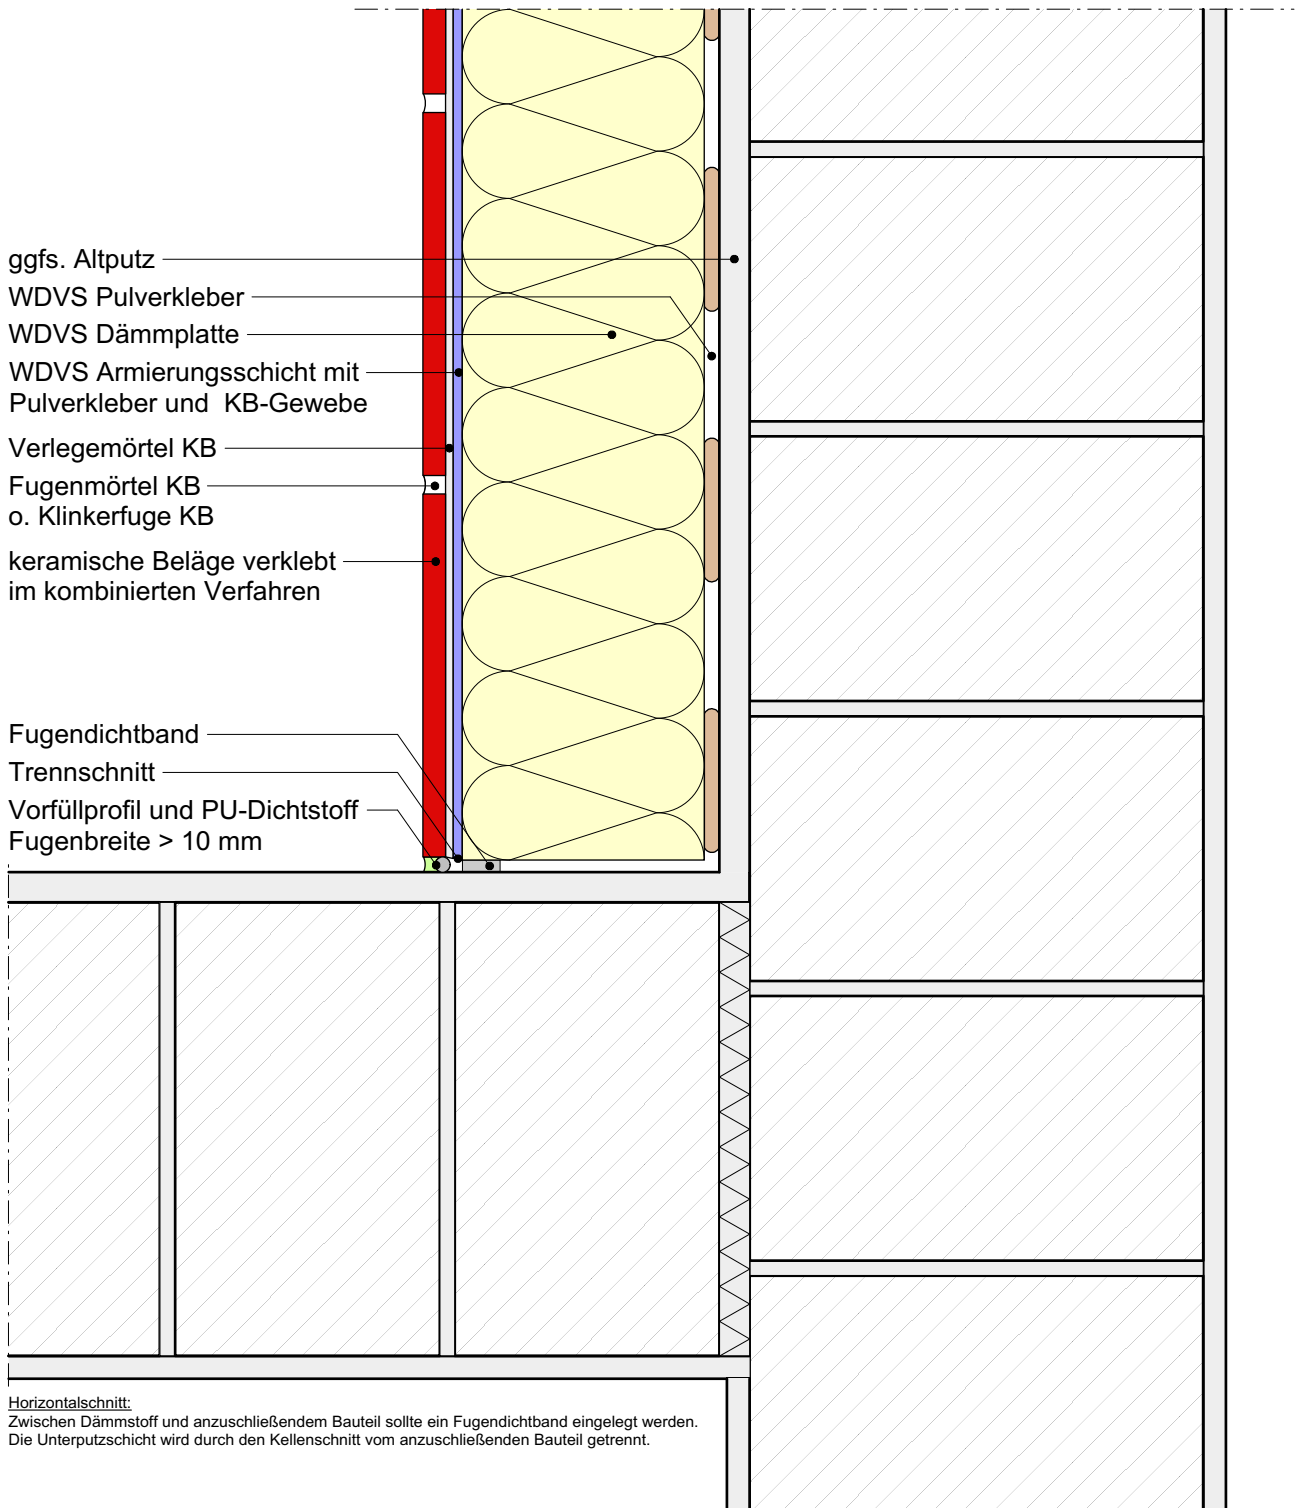 ggfs. Altputz
WDVS Pulverkleber
WDVS Dämmplatte
WDVS Armierungsschicht mit
Pulverkleber und KB-Gewebe
Verlegemörtel KB
Fugenmörtel KB
o. Klinkerfuge KB
keramische Beläge verklebt
im kombinierten Verfahren
Fugendichtband
Trennschnitt
Vorfüllprofil und PU-Dichtstoff
Fugenbreite > 10 mm
Horizontalschnitt:
Zwischen Dämmstoff und anzuschließendem Bauteil sollte ein Fugendichtband eingelegt werden.
Die Unterputzschicht wird durch den Kellenschnitt vom anzuschließenden Bauteil getrennt.